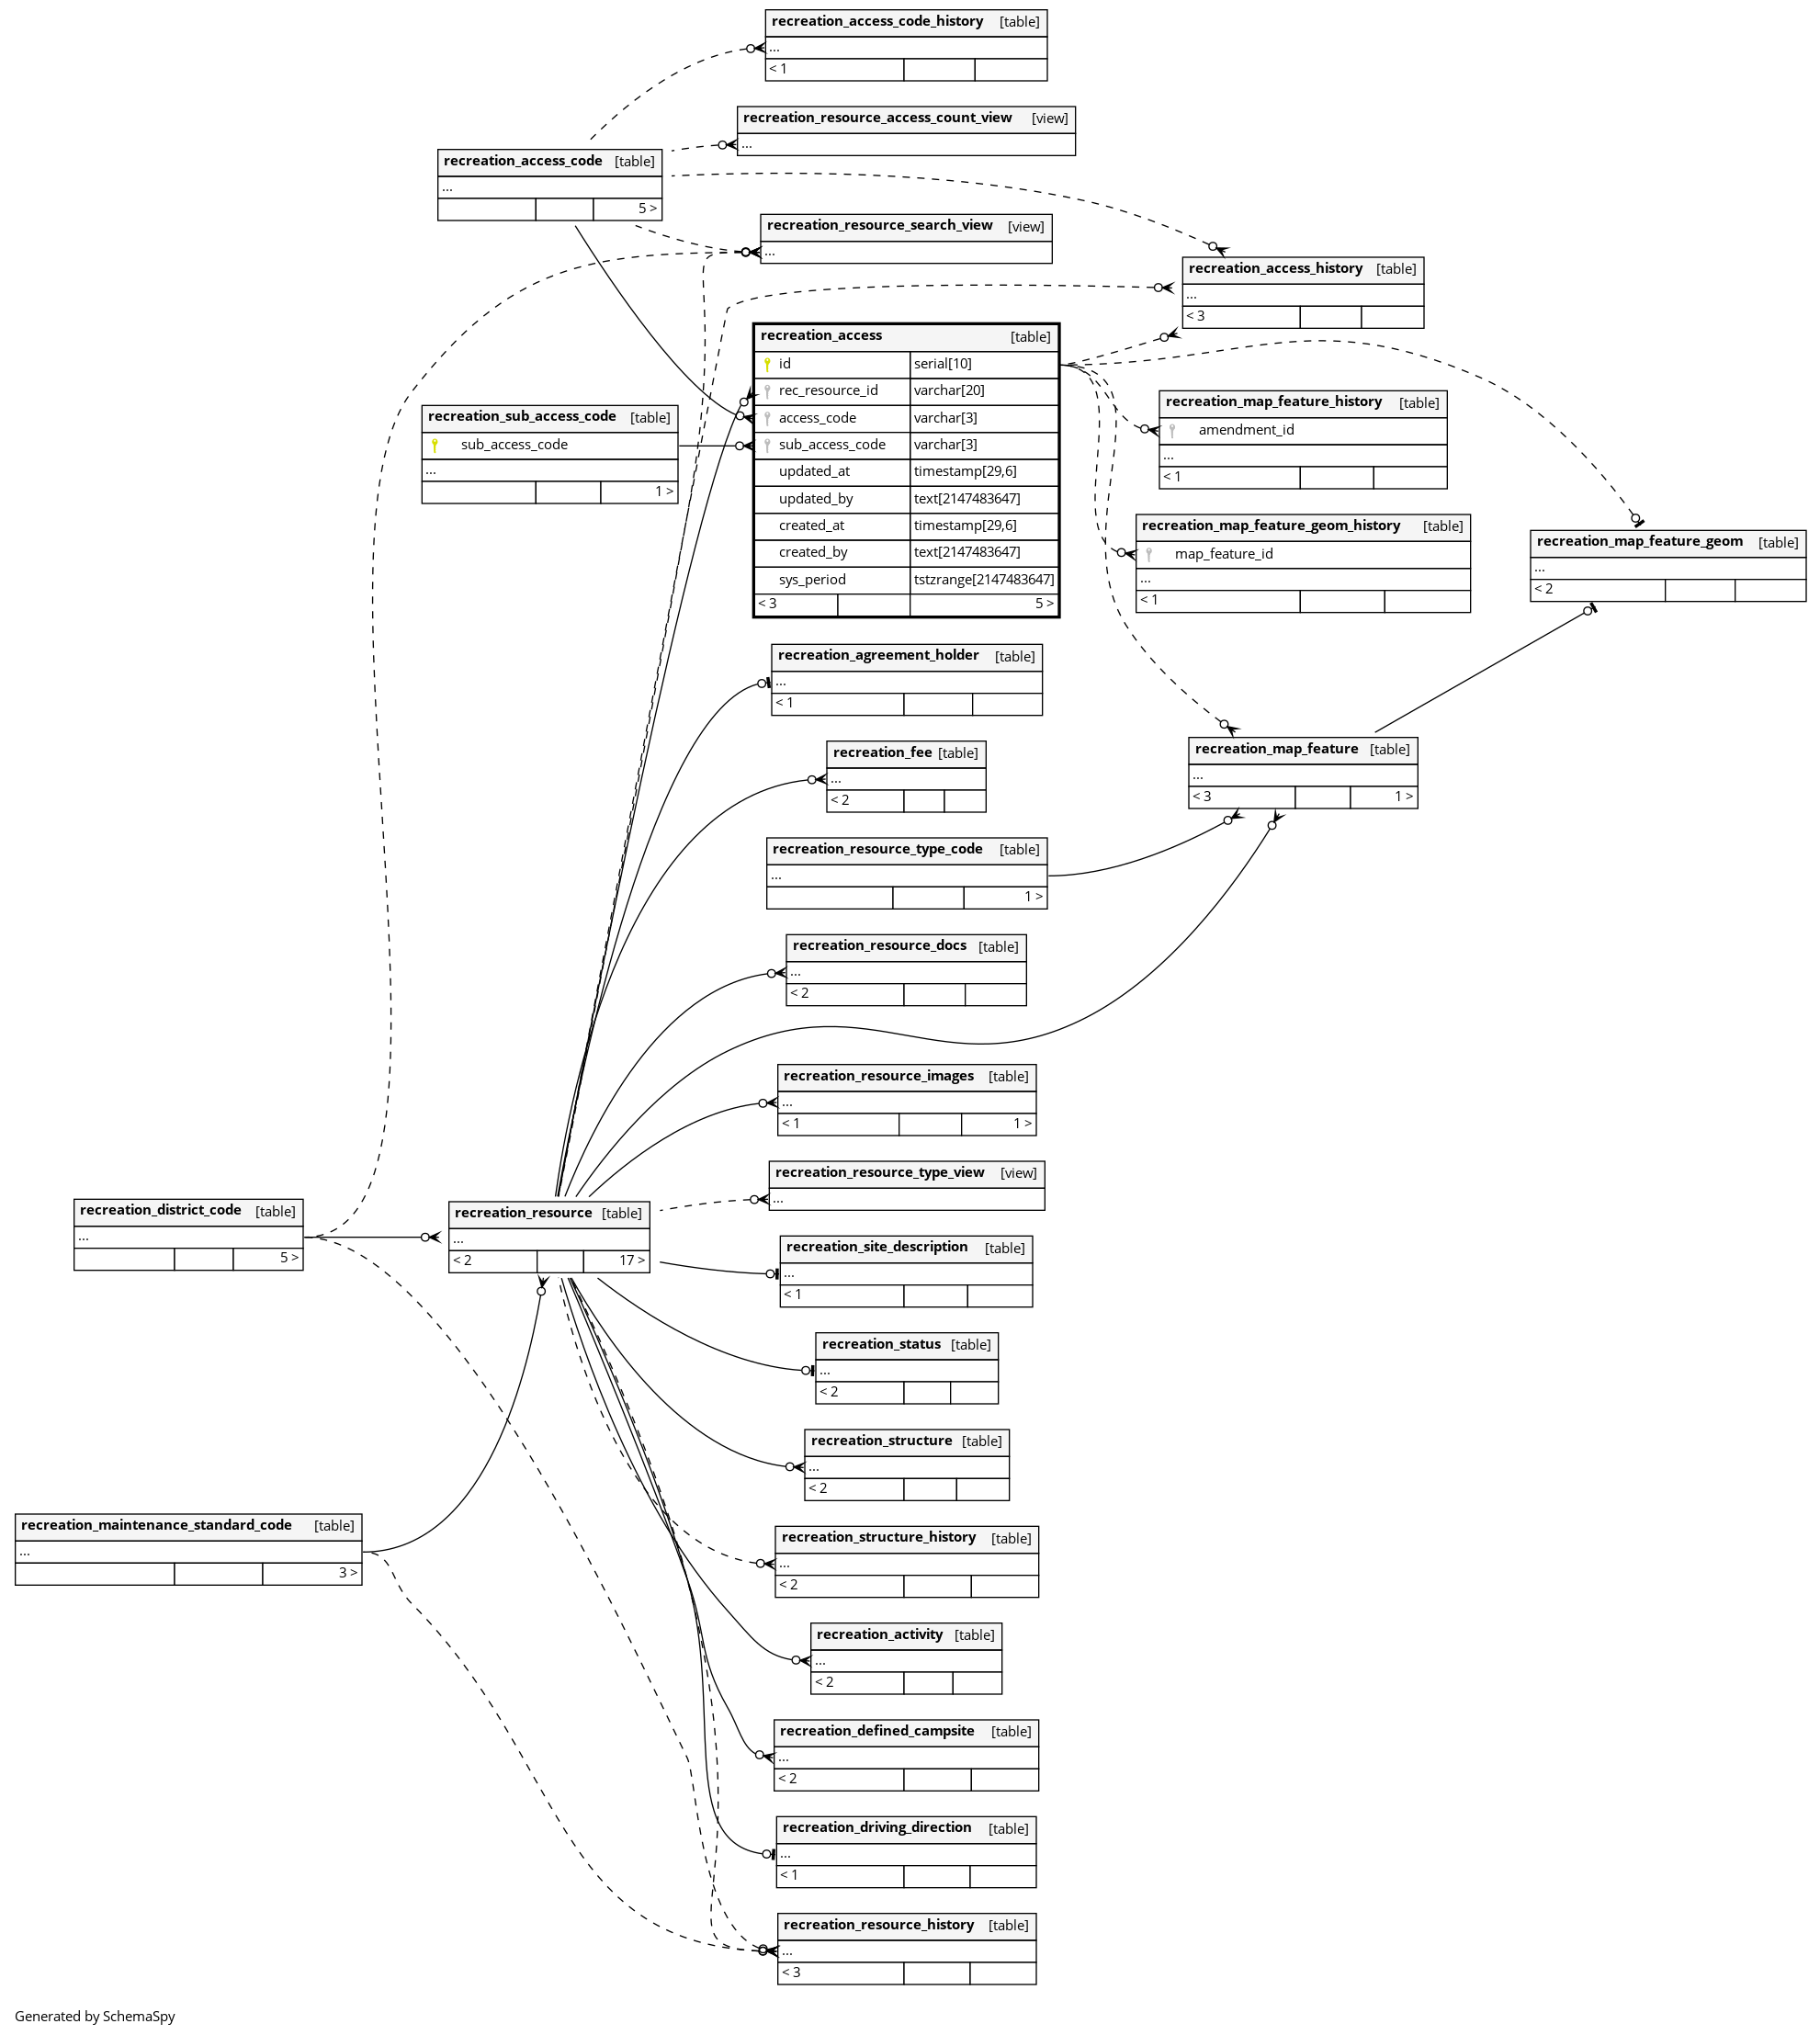 recreation_access_code_history [table]
...
< 1
recreation_resource_access_count_view [view]
...
recreation_access_code [table]
...
5 >
recreation_resource_search_view [view]
...
recreation_access_history [table]
...
< 3
recreation_access [table]
id serial[10]
rec_resource_id varchar[20]
access_code varchar[3]
sub_access_code varchar[3]
updated_at timestamp[29,6]
updated_by text[2147483647]
created_at timestamp[29,6]
created_by text[2147483647]
sys_period tstzrange[2147483647]
< 3 5 >
recreation_sub_access_code [table]
sub_access_code
...
1 >
recreation_map_feature_history [table]
amendment_id
...
< 1
recreation_map_feature_geom_history [table]
map_feature_id
...
< 1
recreation_map_feature_geom [table]
...
< 2
recreation_agreement_holder [table]
...
< 1
recreation_fee [table]
...
< 2
recreation_map_feature [table]
...
< 3 1 >
recreation_resource_type_code [table]
...
1 >
recreation_resource_docs [table]
...
< 2
recreation_resource_images [table]
...
< 1 1 >
recreation_resource_type_view [view]
...
recreation_district_code [table]
...
5 >
recreation_resource [table]
...
< 2 17 >
recreation_site_description [table]
...
< 1
recreation_status [table]
...
< 2
recreation_structure [table]
...
< 2
recreation_maintenance_standard_code [table]
...
3 >
recreation_structure_history [table]
...
< 2
recreation_activity [table]
...
< 2
recreation_defined_campsite [table]
...
< 2
recreation_driving_direction [table]
...
< 1
recreation_resource_history [table]
...
< 3
Generated by SchemaSpy